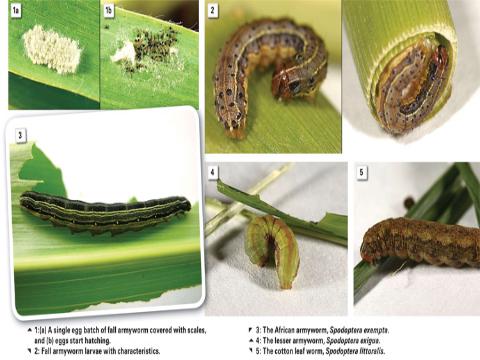 1a
1b
2
3
4
5
1:(a) A single egg batch of fall armyworm covered with scales,
and (b) eggs start hatching.
2: Fall armyworm larvae with characteristics.
3: The African armyworm, Spodoptera exempta.
4: The lesser armyworm, Spodoptera exigua.
5: The cotton leaf worm, Spodoptera littoralis.